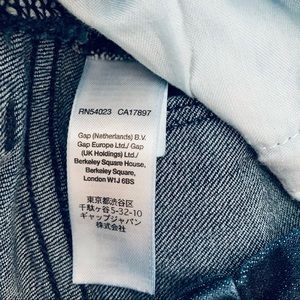 RN54023 CA17897
Gap (Netherlands) B.V.
Gap Europe Ltd./ Gap
(UK Holdings) Ltd./
Berkeley Square House,
Berkeley Square,
London W1J 6BS
東京都渋谷区
千駄ヶ谷5-32-10
ギャップジャパン
株式会社